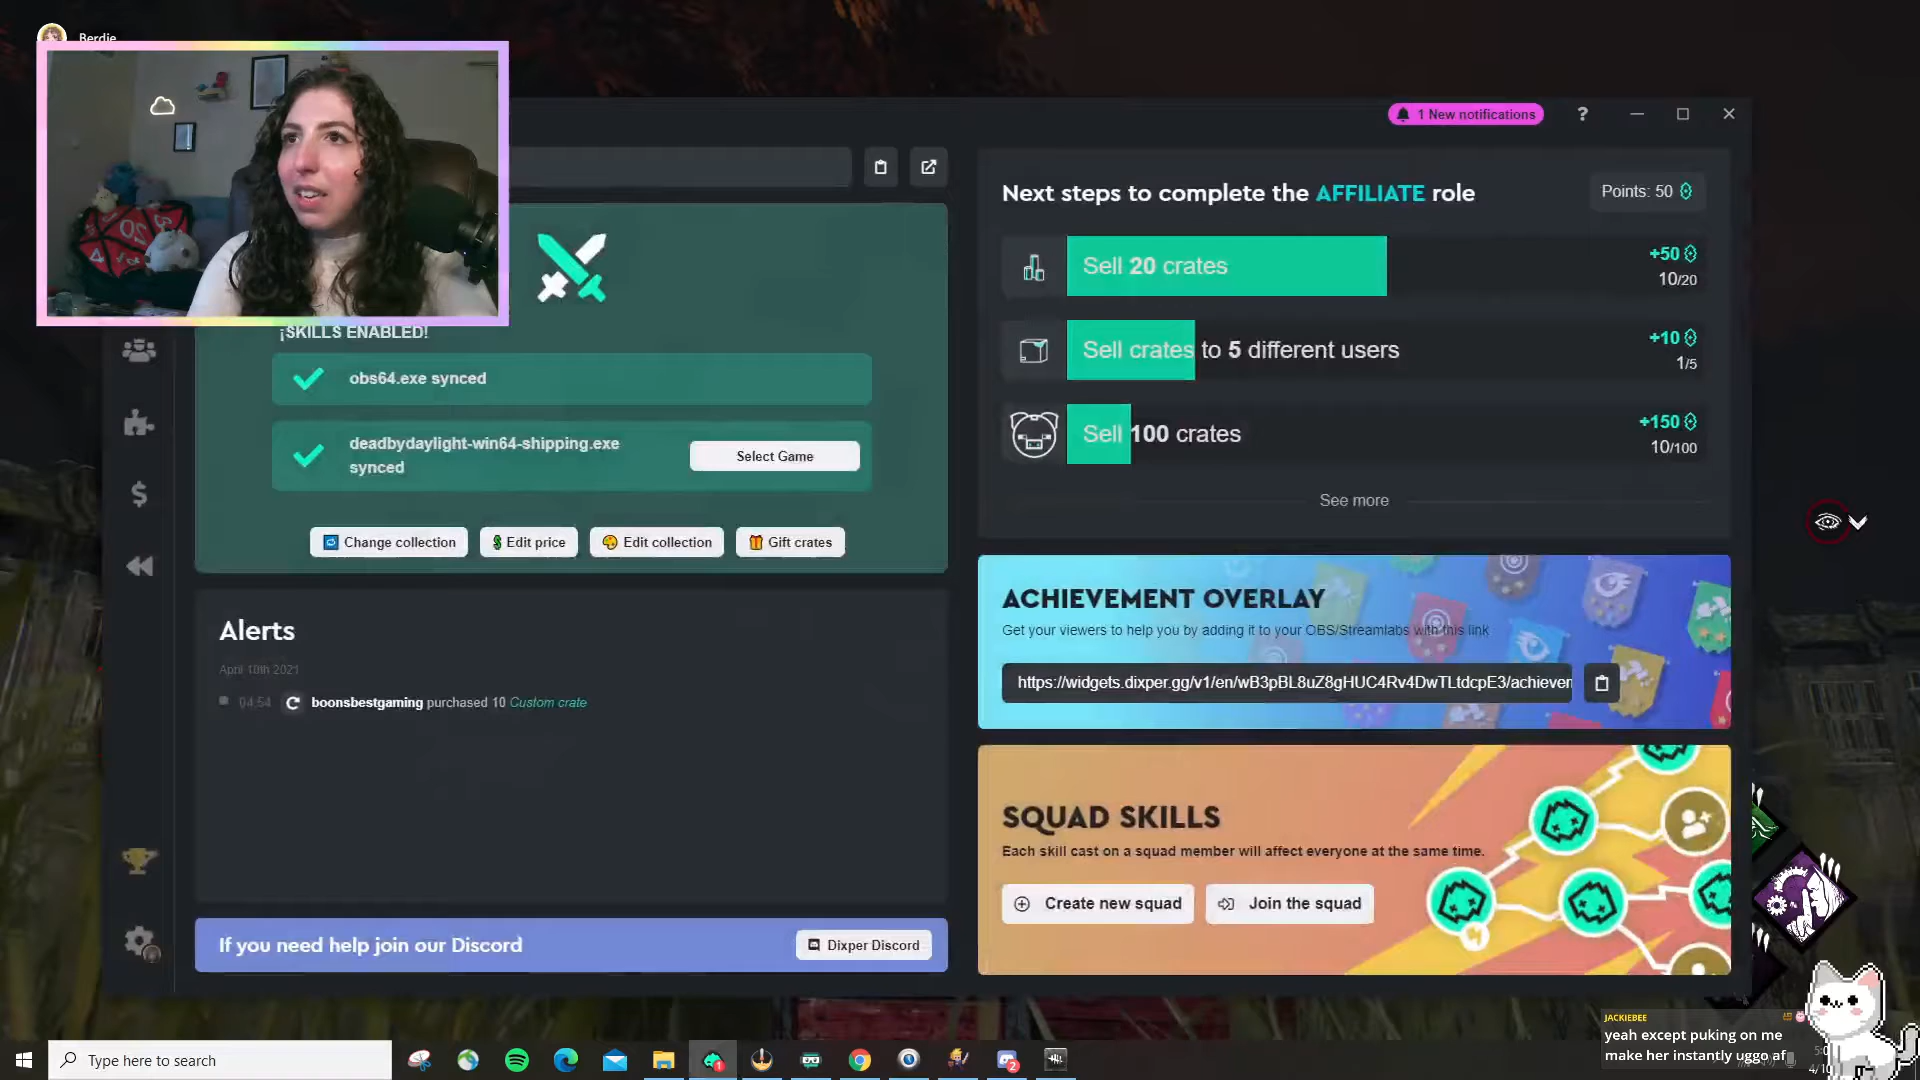 Berdie
1 New notifications
?
Next steps to complete the AFFILIATE role
Points: 50
Sell 20 crates
+50
10/20
Sell crates to 5 different users
+10
1/5
Sell 100 crates
+150
10/100
See more
¡SKILLS ENABLED!
obs64.exe synced
deadbydaylight-win64-shipping.exe
synced
Select Game
Change collection
Edit price
Edit collection
Gift crates
Alerts
April 18th 2021
04:54 boonsbestgaming purchased 10 Custom crate
If you need help join our Discord
Dixper Discord
ACHIEVEMENT OVERLAY
Get your viewers to help you by adding it to your OBS/Streamlabs with this link
https://widgets.dixper.gg/v1/en/wB3pBL8uZ8gHUC4Rv4DwTLtdcpE3/achieven
SQUAD SKILLS
Each skill cast on a squad member will affect everyone at the same time.
Create new squad
Join the squad
JACKIEBEE
yeah except puking on me
make her instantly uggo af
Type here to search